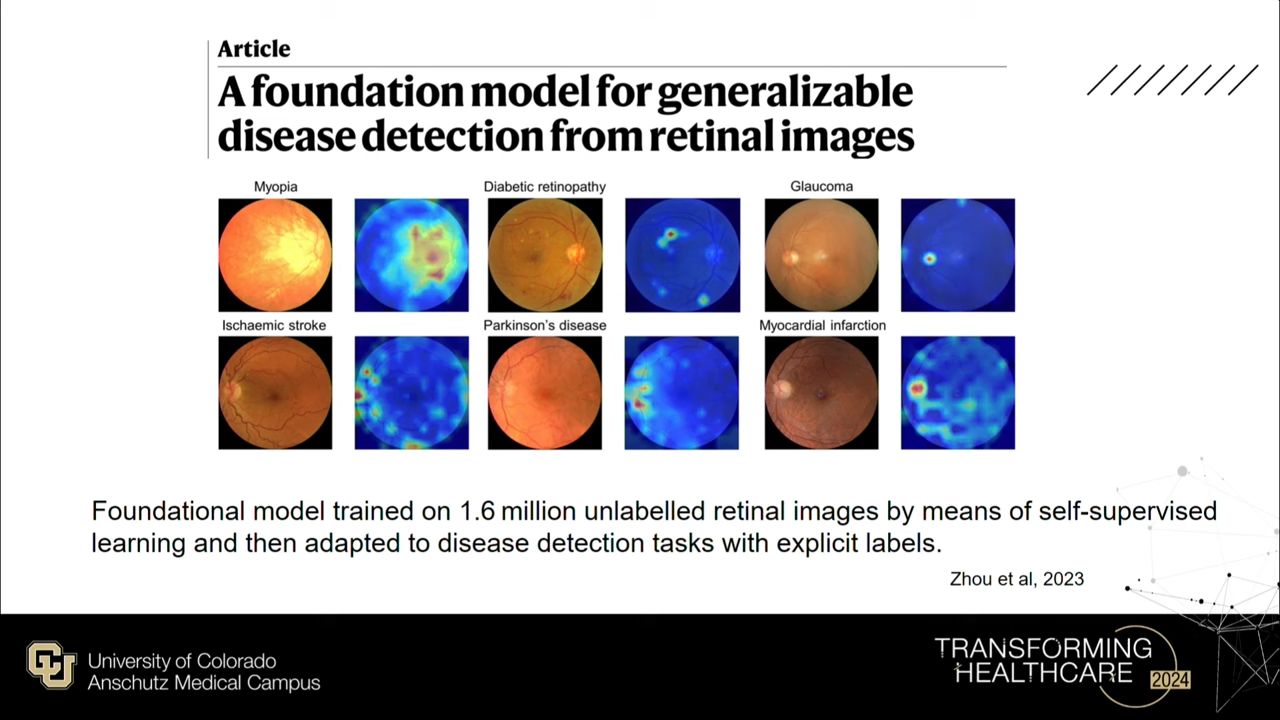 Article
A foundation model for generalizable
disease detection from retinal images
Myopia
Diabetic retinopathy
Glaucoma
Ischaemic stroke
Parkinson's disease
Myocardial infarction
Foundational model trained on 1.6 million unlabelled retinal images by means of self-supervised
learning and then adapted to disease detection tasks with explicit labels.
Zhou et al, 2023
CU
University of Colorado
Anschutz Medical Campus
TRANSFORMING
HEALTHCARE
2024